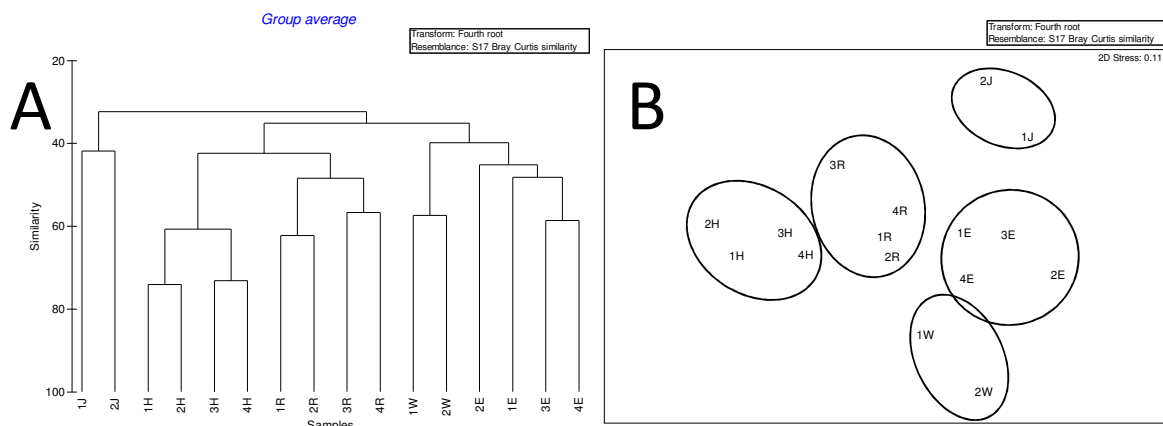 Group average
Transform: Fourth root
Resemblance: S17 Bray Curtis similarity
A
20
40
60
80
100
Similarity
1J 2J 1H 2H 3H 4H 1R 2R 3R 4R 1W 2W 2E 1E 3E 4E
Samples
Transform: Fourth root
Resemblance: S17 Bray Curtis similarity
2D Stress: 0.11
B
2J
1J
3R
4R
2H
3H
1R
1E
3E
1H
4H
2R
4E
2E
1W
2W